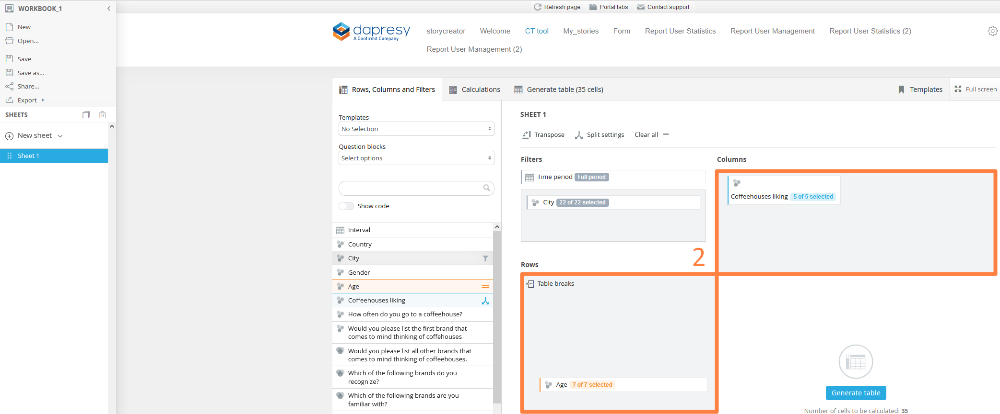 WORKBOOK_1
New
Open...
Save
Save as...
Share...
Export
SHEETS
New sheet
Sheet 1
Refresh page
Portal tabs
Contact support
dapresy
A Confirmit Company
storycreator
Welcome
CT tool
My_stories
Form
Report User Statistics
Report User Management
Report User Statistics (2)
Report User Management (2)
Rows, Columns and Filters
Calculations
Generate table (35 cells)
Templates
Full screen
Templates
No Selection
Question blocks
Select options
Show code
Interval
Country
City
Gender
Age
Coffeehouses liking
How often do you go to a coffeehouse?
Would you please list the first brand that
comes to mind thinking of coffehouses
Would you please list all other brands that
comes to mind thinking of coffeehouses.
Which of the following brands do you
recognize?
Which of the following brands are you
familiar with?
SHEET 1
Transpose
Split settings
Clear all
Filters
Time period Full period
City 22 of 22 selected
Columns
Coffeehouses liking 5 of 5 selected
2
Rows
Table breaks
Age 7 of 7 selected
Generate table
Number of cells to be calculated: 35